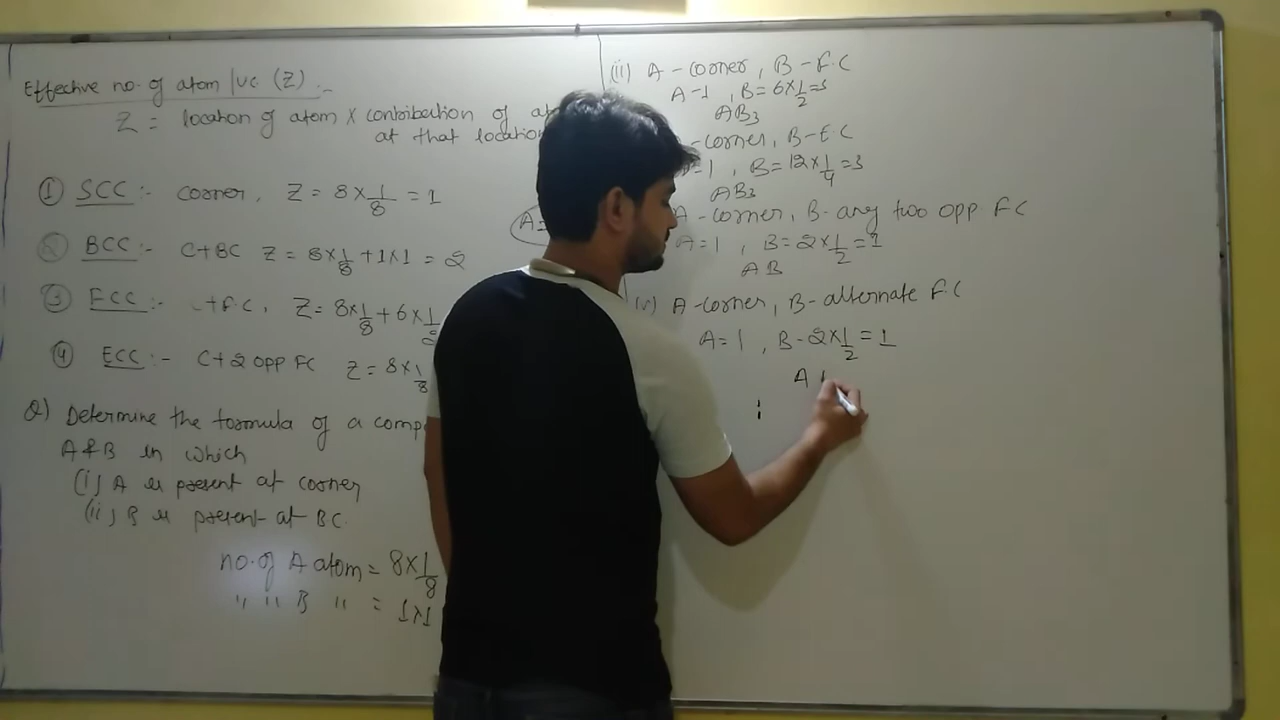 Effective no. of atom |uc. (Z) :-
Z = location of atom × contribution of
at that location
① SCC :- corner, Z = 8×1/8 = 1
② BCC :- C+BC Z = 8×1/8 + 1×1 = 2
③ FCC :- +FC, Z = 8×1/8 + 6×1/2
④ ECC :- C+2 opp FC Z = 8×1/8
Q) Determine the formula of a
A & B in which
(i) A is present at corner
(ii) B is present at BC.
no. of A atom = 8×1/8
" " B " = 1×1
A=
(ii) A - corner, B - F.C
A-1, B = 6×1/2=3
AB3
-corner, B-E.C
=1, B = 12×1/4 = 3
AB3
A - corner, B- any two opp FC
A=1, B = 2×1/2 = 1
AB
(v) A-corner, B-alternate FC
A=1, B-2×1/2 = 1
A